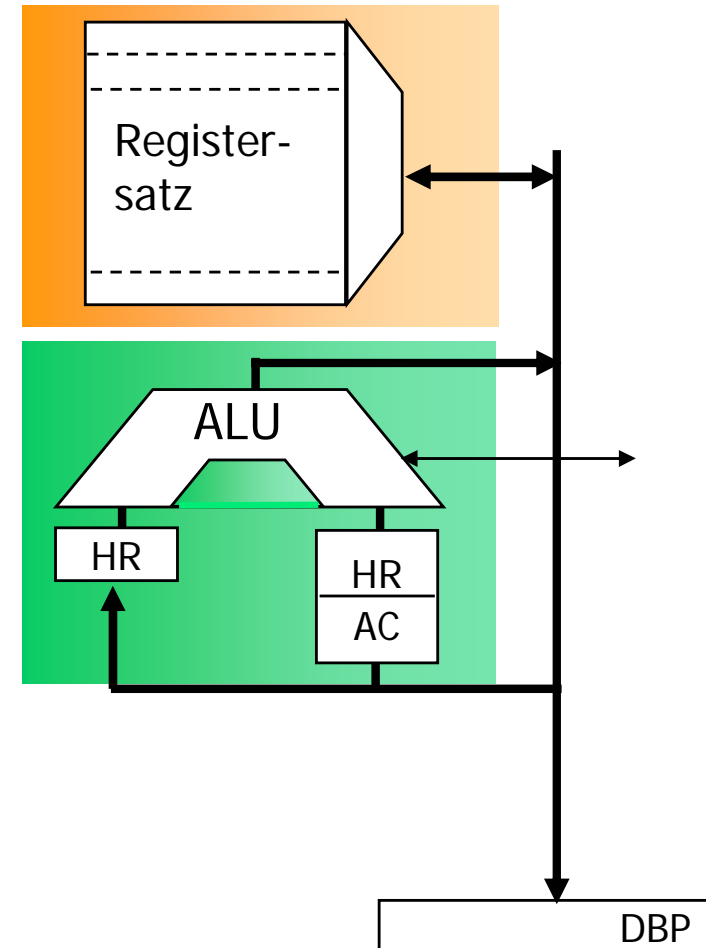 Register-
satz
ALU
HR
HR
AC
DBP